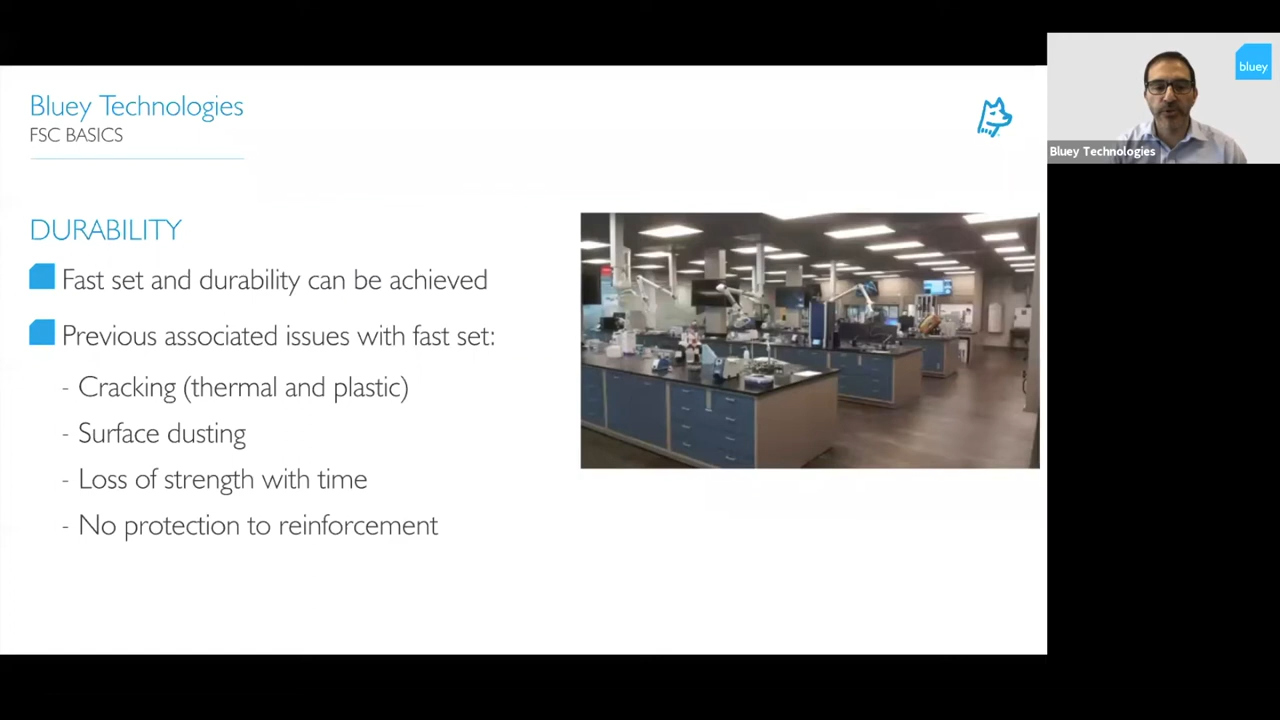 Bluey Technologies
FSC BASICS
DURABILITY
Fast set and durability can be achieved
Previous associated issues with fast set:
- Cracking (thermal and plastic)
- Surface dusting
- Loss of strength with time
- No protection to reinforcement
bluey
Bluey Technologies